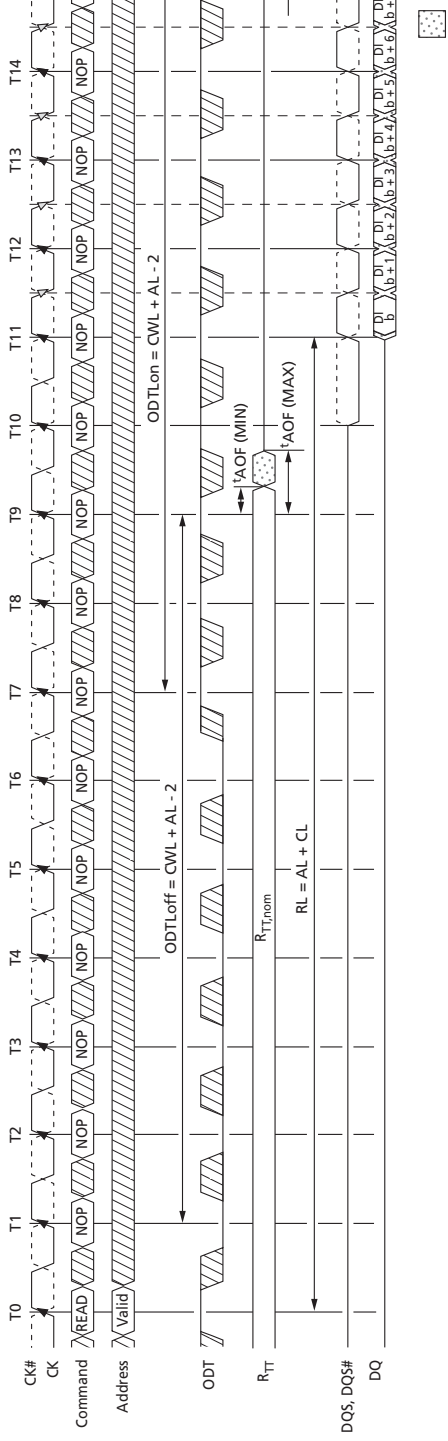 T0 T1 T2 T3 T4 T5 T6 T7 T8 T9 T10 T11 T12 T13 T14
CK#
CK
Command READ NOP NOP NOP NOP NOP NOP NOP NOP NOP NOP NOP NOP NOP NOP
Address Valid
ODTLoff = CWL + AL - 2
ODTLon = CWL + AL - 2
ODT
tAOF (MIN)
RTT RTT,nom
tAOF (MAX)
RL = AL + CL
DQS, DQS#
DQ DI b DI b + 1 DI b + 2 DI b + 3 DI b + 4 DI b + 5 DI b + 6 DI b +